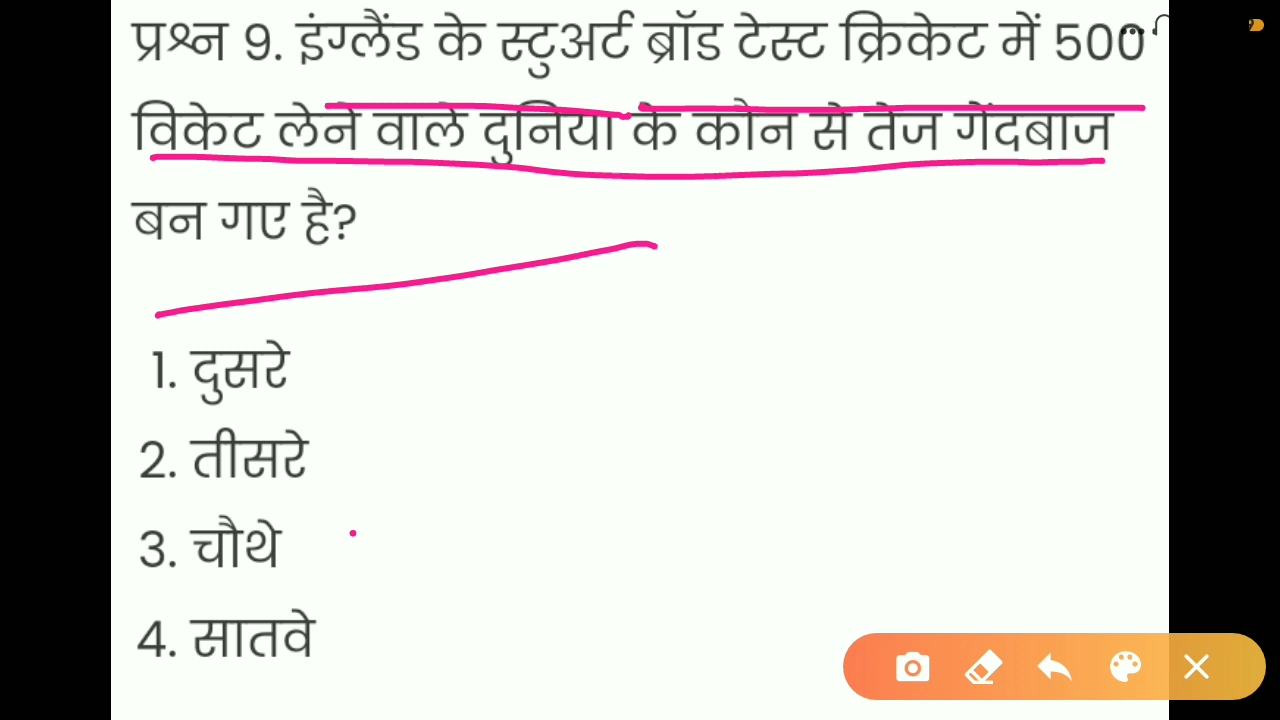 प्रश्न 9. इंग्लैंड के स्टुअर्ट ब्रॉड टेस्ट क्रिकेट में 500
विकेट लेने वाले दुनिया के कौन से तेज गेंदबाज
बन गए है?
1. दुसरे
2. तीसरे
3. चौथे
4. सातवे